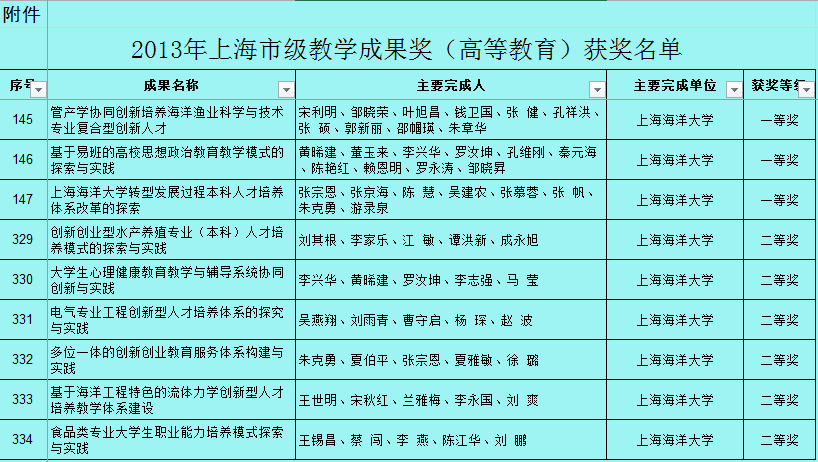 附件
2013年上海市级教学成果奖（高等教育）获奖名单
序号 成果名称 主要完成人 主要完成单位 获奖等级
145 管产学协同创新培养海洋渔业科学与技术专业复合型创新人才 宋利明、邹晓荣、叶旭昌、钱卫国、张 健、孔祥洪、张 硕、郭新丽、邵帼瑛、朱章华 上海海洋大学 一等奖
146 基于易班的高校思想政治教育教学模式的探索与实践 黄晞建、董玉来、李兴华、罗汝坤、孔维刚、秦元海、陈艳红、赖恩明、罗永涛、邹晓昇 上海海洋大学 一等奖
147 上海海洋大学转型发展过程本科人才培养体系改革的探索 张宗恩、张京海、陈 慧、吴建农、张慕蓉、张 帆、朱克勇、游录泉 上海海洋大学 一等奖
329 创新创业型水产养殖专业（本科）人才培养模式的探索与实践 刘其根、李家乐、江 敏、谭洪新、成永旭 上海海洋大学 二等奖
330 大学生心理健康教育教学与辅导系统协同创新与实践 李兴华、黄晞建、罗汝坤、李志强、马 莹 上海海洋大学 二等奖
331 电气专业工程创新型人才培养体系的探究与实践 吴燕翔、刘雨青、曹守启、杨 琛、赵 波 上海海洋大学 二等奖
332 多位一体的创新创业教育服务体系构建与实践 朱克勇、夏伯平、张宗恩、夏雅敏、徐 璐 上海海洋大学 二等奖
333 基于海洋工程特色的流体力学创新型人才培养教学体系建设 王世明、宋秋红、兰雅梅、李永国、刘 爽 上海海洋大学 二等奖
334 食品类专业大学生职业能力培养模式探索与实践 王锡昌、蔡 闯、李 燕、陈江华、刘 鹏 上海海洋大学 二等奖